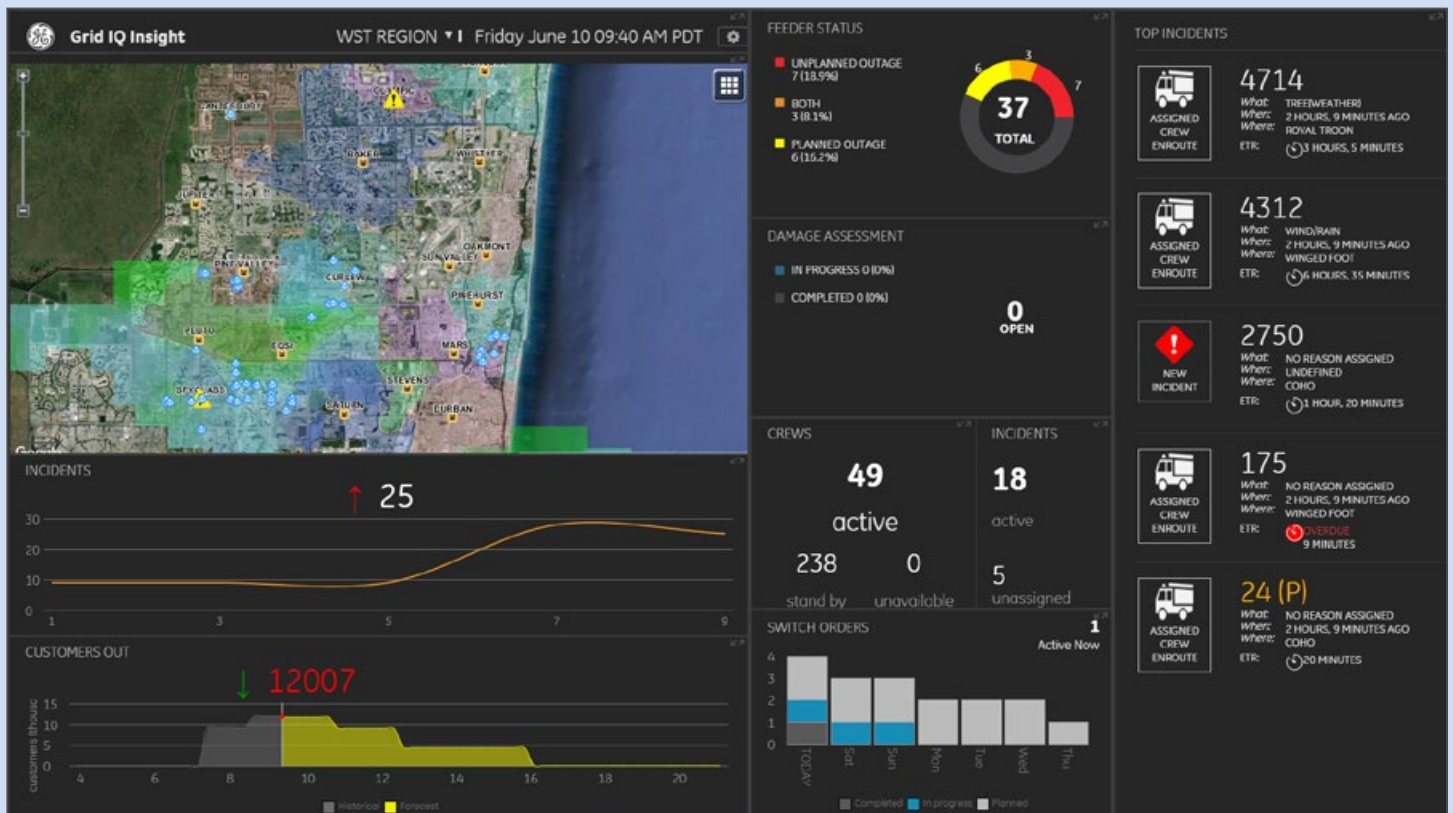 Grid IQ Insight
WST REGION
Friday June 10 09:40 AM PDT
CANTERBURY
OLYMPIC
BAKER
WHISTLER
JUPITER
OAKMONT
SUN VALLEY
PINE VALLEY
CURLEW
PINEHURST
PLUTO
EQSI
MARS
STEVENS
SPYGLASS
SATURN
DURBAN
INCIDENTS
25
30
20
10
0
1 3 5 7 9
CUSTOMERS OUT
12007
customers (thousc
15
10
5
0
4 6 8 10 12 14 16 18 20
Historical Forecast
FEEDER STATUS
UNPLANNED OUTAGE
7 (18.9%)
BOTH
3 (8.1%)
PLANNED OUTAGE
6 (16.2%)
6
3
7
37
TOTAL
DAMAGE ASSESSMENT
IN PROGRESS 0 (0%)
COMPLETED 0 (0%)
0
OPEN
CREWS
49
active
238
stand by
0
unavailable
INCIDENTS
18
active
5
unassigned
SWITCH ORDERS
1
Active Now
4
3
2
1
0
TODAY Sat Sun Mon Tue Wed Thu
Completed In progress Planned
TOP INCIDENTS
ASSIGNED
CREW
ENROUTE
4714
What: TREE(WEATHER)
When: 2 HOURS, 9 MINUTES AGO
Where: ROYAL TROON
ETR: 3 HOURS, 5 MINUTES
ASSIGNED
CREW
ENROUTE
4312
What: WIND/RAIN
When: 2 HOURS, 9 MINUTES AGO
Where: WINGED FOOT
ETR: 6 HOURS, 35 MINUTES
NEW
INCIDENT
2750
What: NO REASON ASSIGNED
When: UNDEFINED
Where: COHO
ETR: 1 HOUR, 20 MINUTES
ASSIGNED
CREW
ENROUTE
175
What: NO REASON ASSIGNED
When: 2 HOURS, 9 MINUTES AGO
Where: WINGED FOOT
ETR: OVERDUE
9 MINUTES
ASSIGNED
CREW
ENROUTE
24 (P)
What: NO REASON ASSIGNED
When: 2 HOURS, 9 MINUTES AGO
Where: COHO
ETR: 20 MINUTES